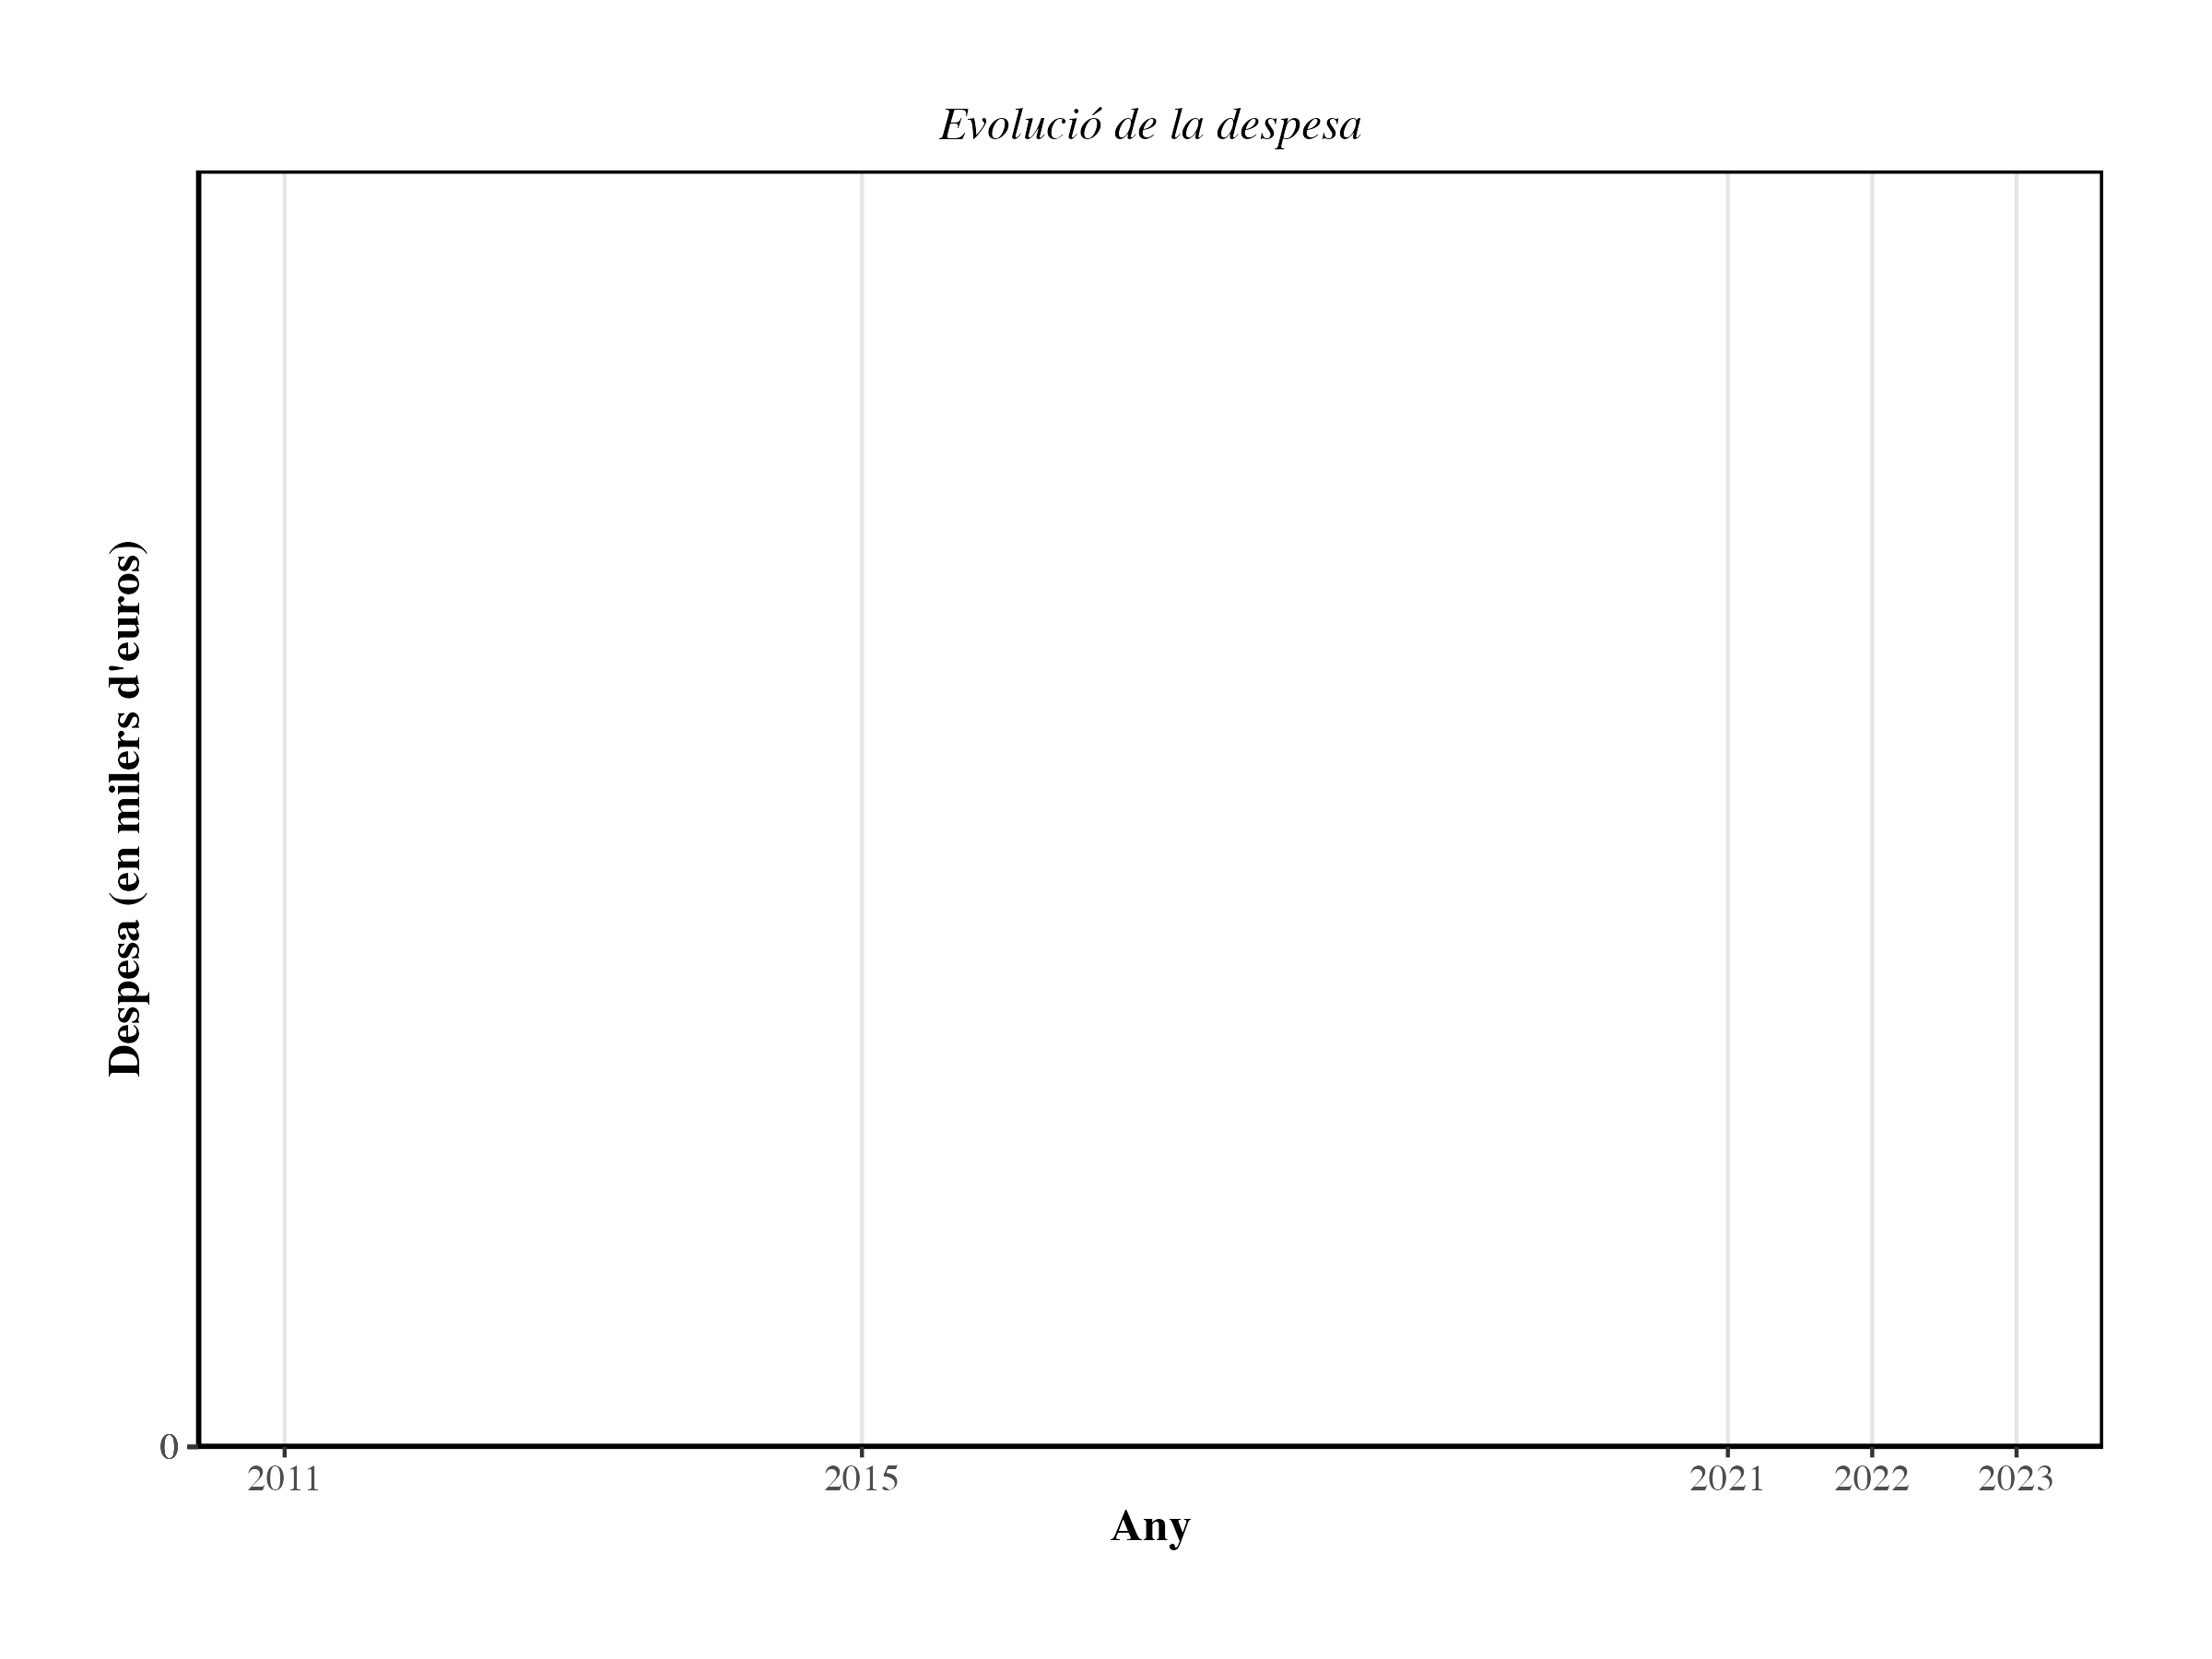 Evolució de la despesa
Despesa (en milers d'euros)
0
2011 2015 2021 2022 2023
Any